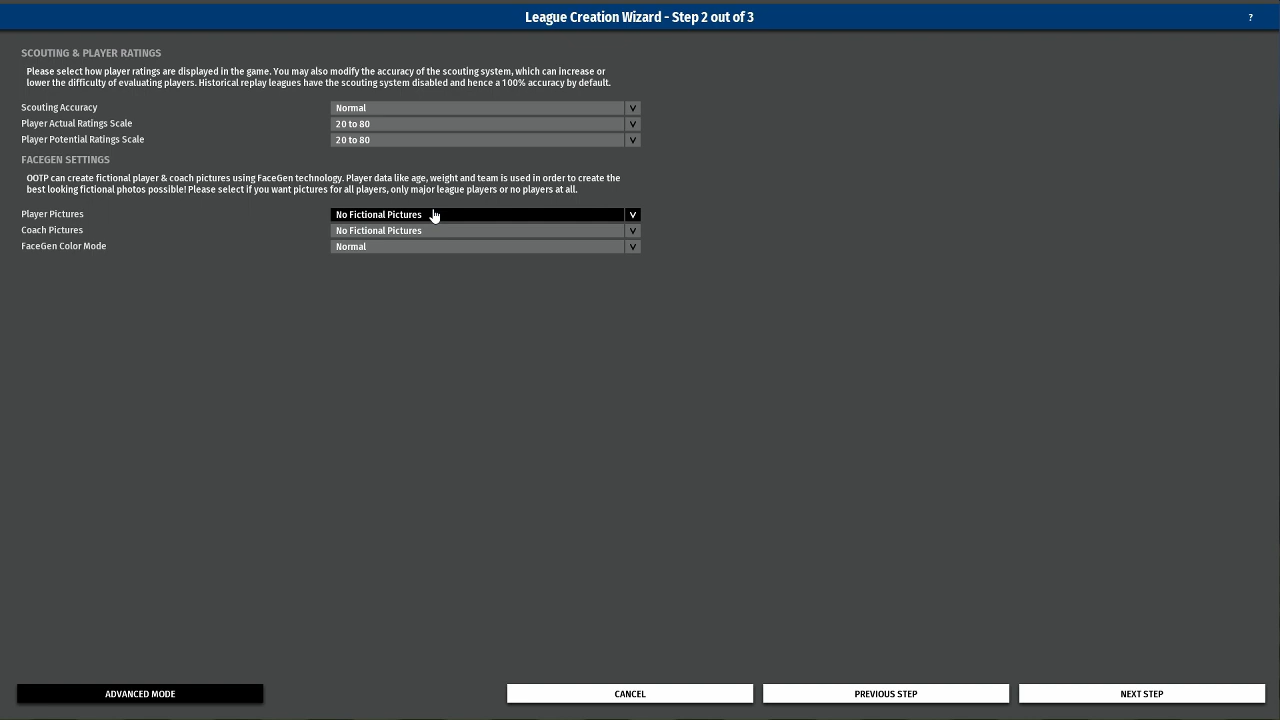 League Creation Wizard - Step 2 out of 3
?
SCOUTING & PLAYER RATINGS
Please select how player ratings are displayed in the game. You may also modify the accuracy of the scouting system, which can increase or
lower the difficulty of evaluating players. Historical replay leagues have the scouting system disabled and hence a 100% accuracy by default.
Scouting Accuracy Normal V
Player Actual Ratings Scale 20 to 80 V
Player Potential Ratings Scale 20 to 80 V
FACEGEN SETTINGS
OOTP can create fictional player & coach pictures using FaceGen technology. Player data like age, weight and team is used in order to create the
best looking fictional photos possible! Please select if you want pictures for all players, only major league players or no players at all.
Player Pictures No Fictional Pictures V
Coach Pictures No Fictional Pictures V
FaceGen Color Mode Normal V
ADVANCED MODE CANCEL PREVIOUS STEP NEXT STEP